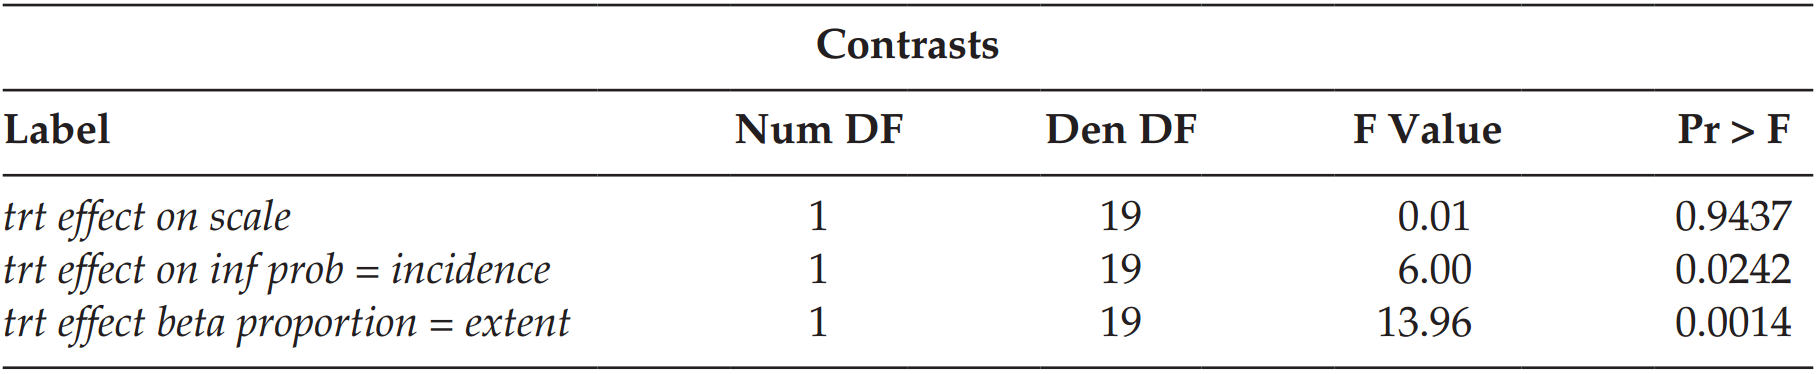 Contrasts
Label Num DF Den DF F Value Pr > F
trt effect on scale 1 19 0.01 0.9437
trt effect on inf prob = incidence 1 19 6.00 0.0242
trt effect beta proportion = extent 1 19 13.96 0.0014